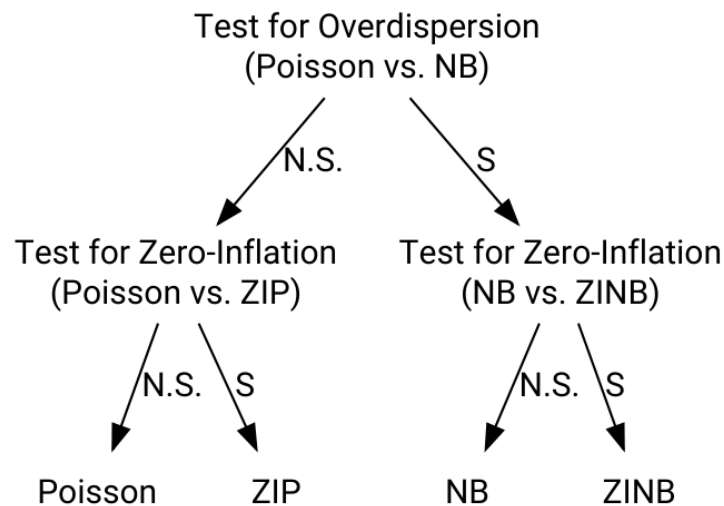 Test for Overdispersion
(Poisson vs. NB)
N.S.
S
Test for Zero-Inflation
(Poisson vs. ZIP)
Test for Zero-Inflation
(NB vs. ZINB)
N.S.
S
N.S.
S
Poisson
ZIP
NB
ZINB